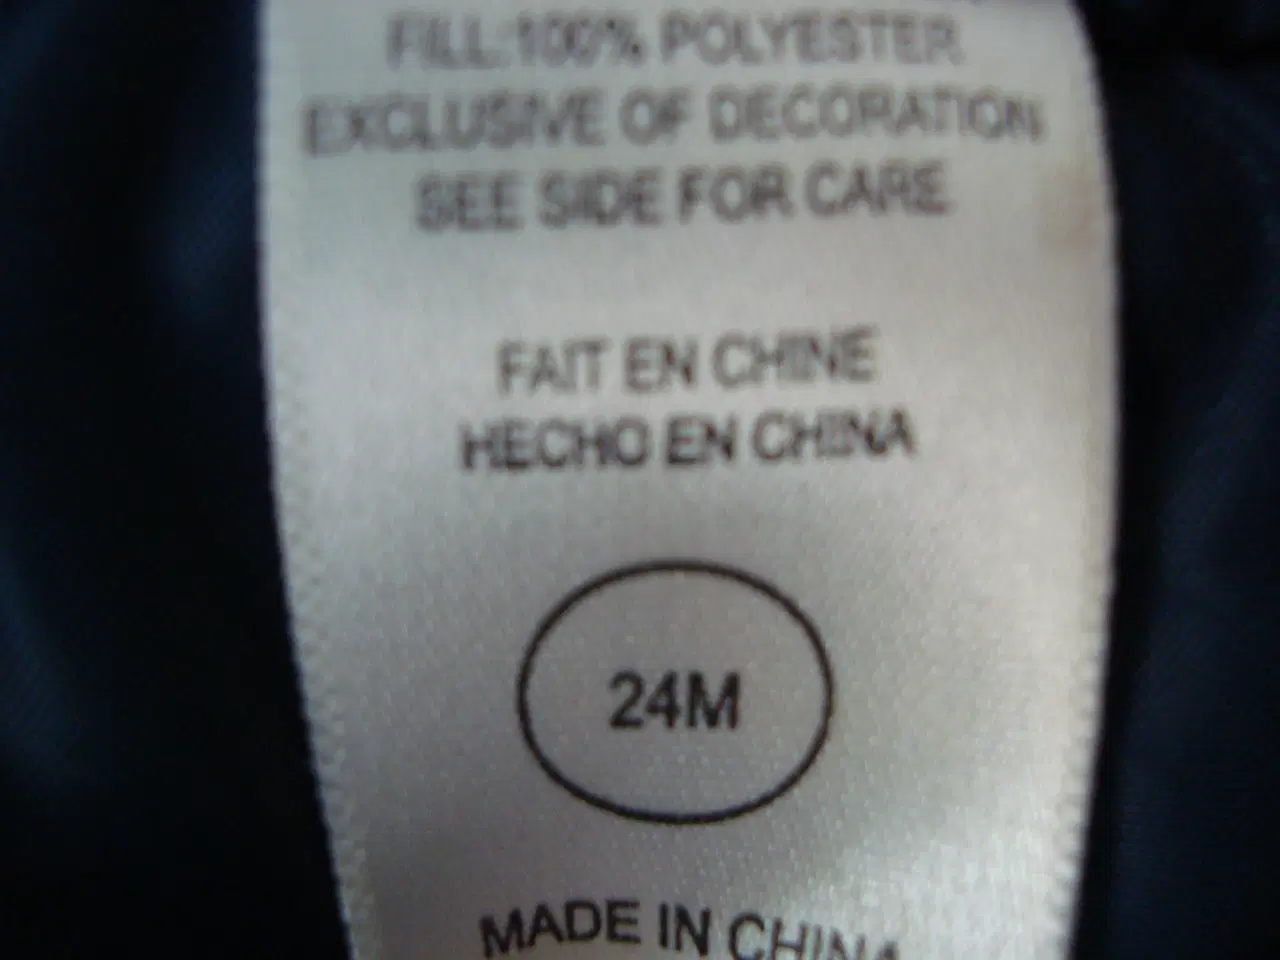 FILL:100% POLYESTER
EXCLUSIVE OF DECORATION
SEE SIDE FOR CARE
FAIT EN CHINE
HECHO EN CHINA
24M
MADE IN CHINA